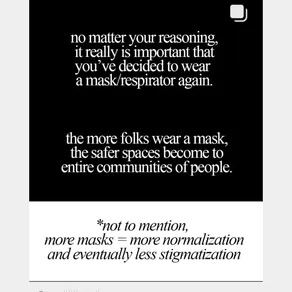 no matter your reasoning,
it really is important that
you’ve decided to wear
a mask/respirator again.
the more folks wear a mask,
the safer spaces become to
entire communities of people.
*not to mention,
more masks = more normalization
and eventually less stigmatization